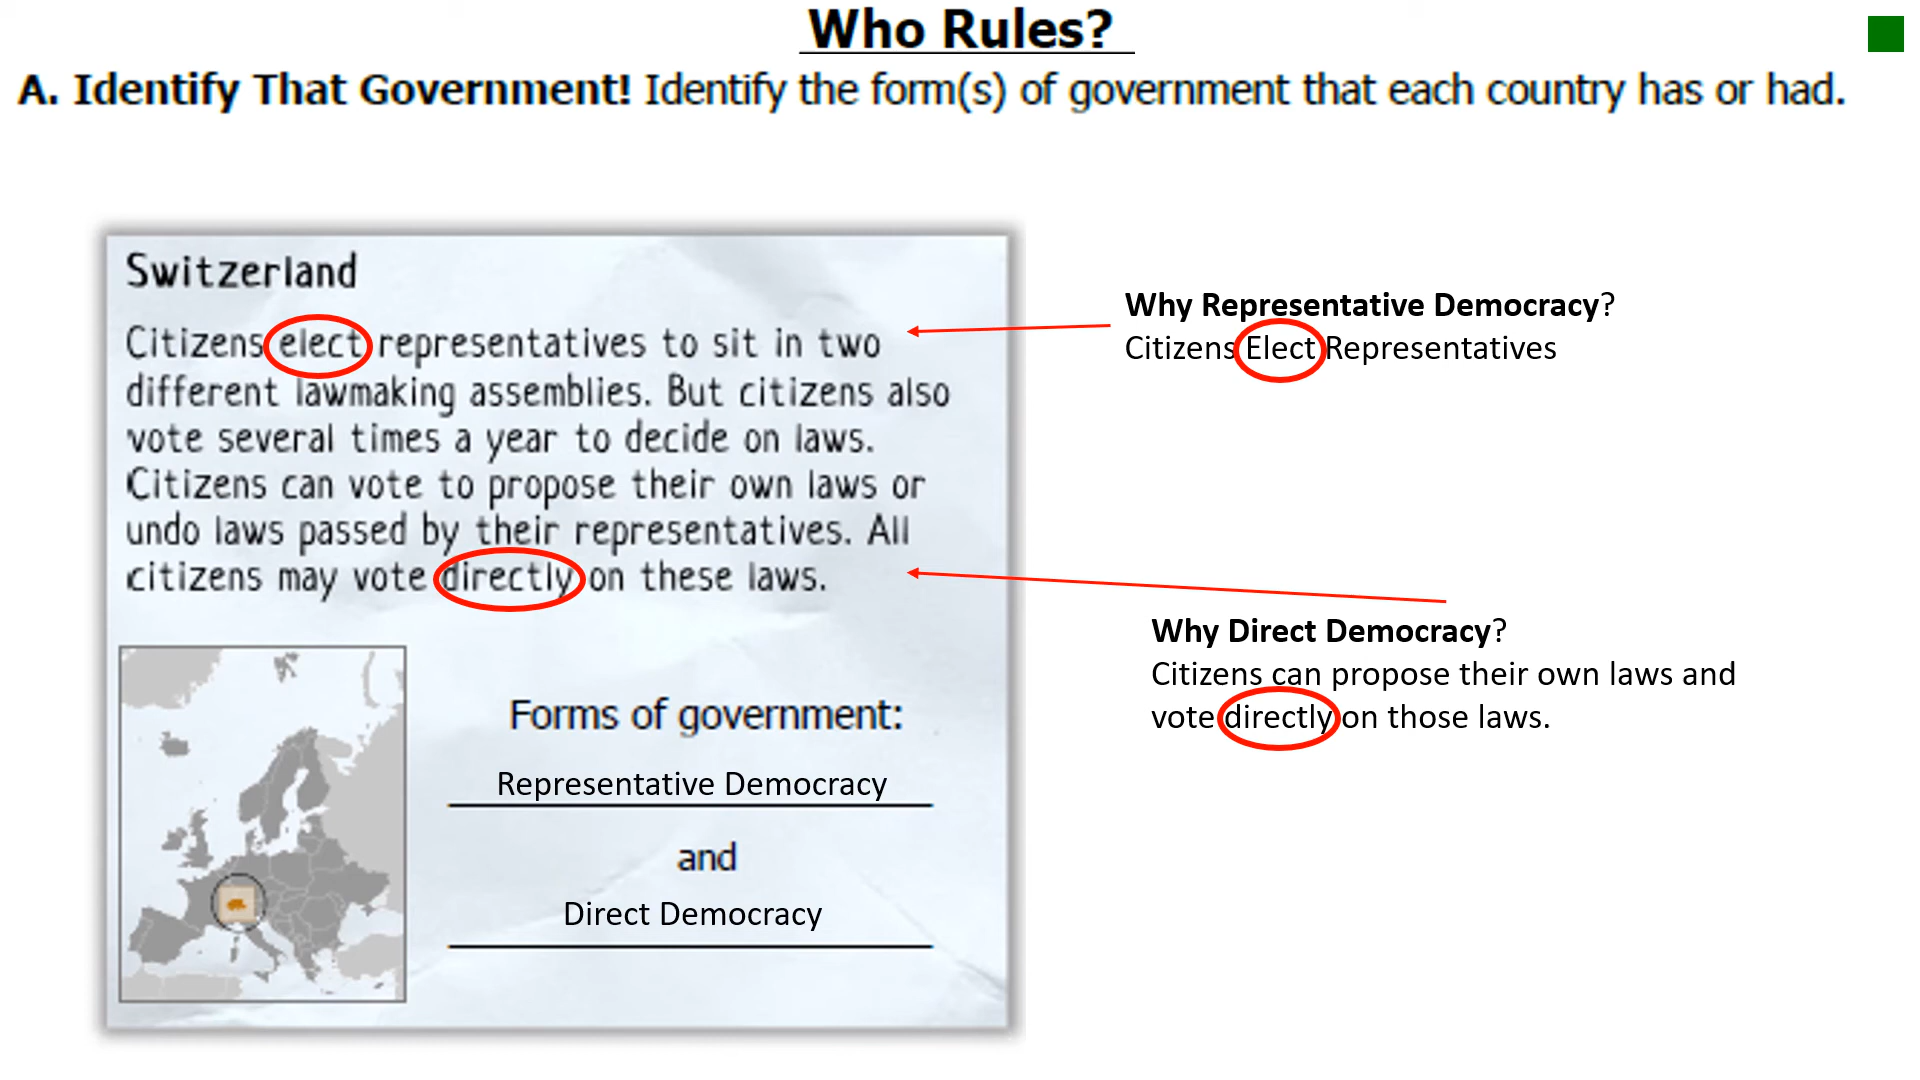 Who Rules?
A. Identify That Government! Identify the form(s) of government that each country has or had.
Switzerland
Citizens elect representatives to sit in two
different lawmaking assemblies. But citizens also
vote several times a year to decide on laws.
Citizens can vote to propose their own laws or
undo laws passed by their representatives. All
citizens may vote directly on these laws.
Forms of government:
Representative Democracy
and
Direct Democracy
Why Representative Democracy?
Citizens Elect Representatives
Why Direct Democracy?
Citizens can propose their own laws and
vote directly on those laws.